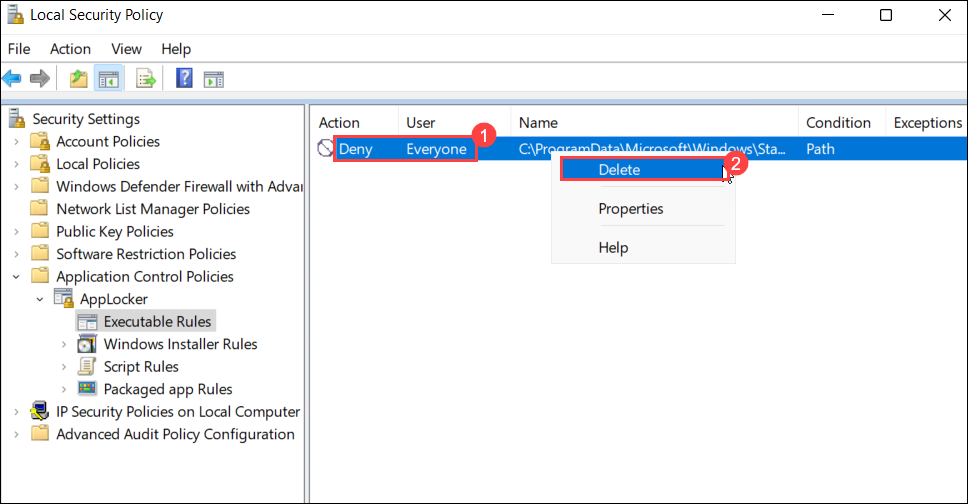 Local Security Policy
File Action View Help
Security Settings
Account Policies
Local Policies
Windows Defender Firewall with Advar
Network List Manager Policies
Public Key Policies
Software Restriction Policies
Application Control Policies
AppLocker
Executable Rules
Windows Installer Rules
Script Rules
Packaged app Rules
IP Security Policies on Local Computer
Advanced Audit Policy Configuration
Action User Name Condition Exceptions
1
Deny Everyone C:\ProgramData\Microsoft\Windows\Sta... Path
2
Delete
Properties
Help